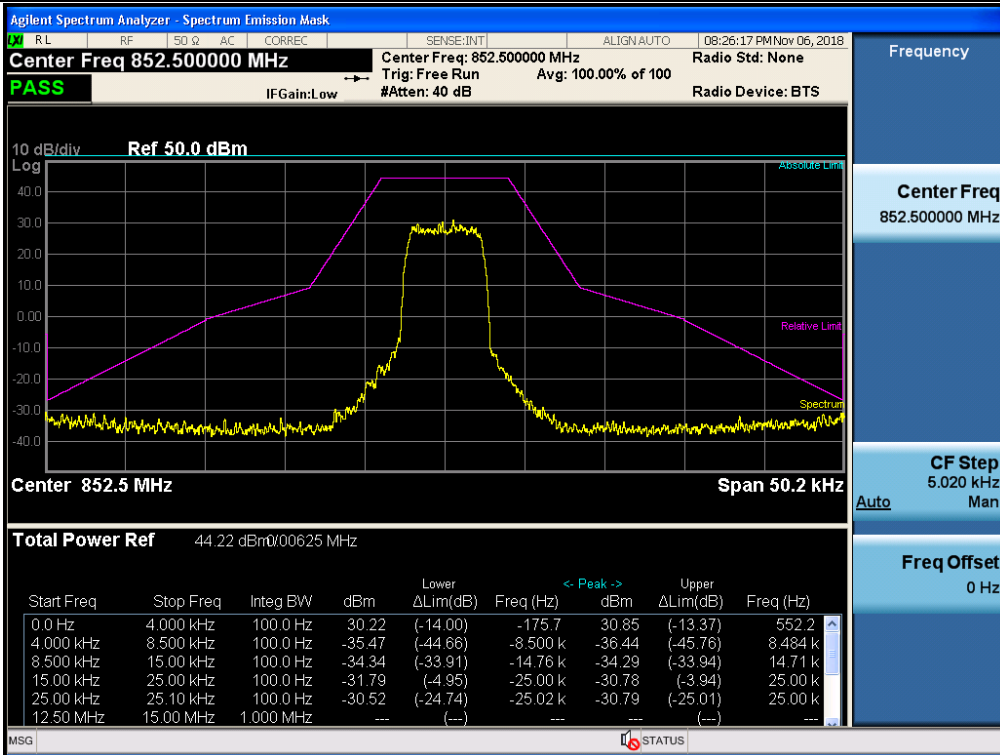 Agilent Spectrum Analyzer - Spectrum Emission Mask
LXI RL RF 50 Ω AC CORREC SENSE:INT ALIGN AUTO 08:26:17 PM Nov 06, 2018
Center Freq 852.500000 MHz Center Freq: 852.500000 MHz Radio Std: None
Trig: Free Run Avg: 100.00% of 100
PASS IFGain:Low #Atten: 40 dB Radio Device: BTS
10 dB/div Ref 50.0 dBm
Log
Absolute Limit
40.0
30.0
20.0
10.0
0.00
Relative Limit
-10.0
-20.0
-30.0
Spectrum
-40.0
Center 852.5 MHz Span 50.2 kHz
Total Power Ref 44.22 dBm/0.00625 MHz
Lower <- Peak -> Upper
Start Freq Stop Freq Integ BW dBm ΔLim(dB) Freq (Hz) dBm ΔLim(dB) Freq (Hz)
0.0 Hz 4.000 kHz 100.0 Hz 30.22 (-14.00) -175.7 30.85 (-13.37) 552.2
4.000 kHz 8.500 kHz 100.0 Hz -35.47 (-44.66) -8.500 k -36.44 (-45.76) 8.484 k
8.500 kHz 15.00 kHz 100.0 Hz -34.34 (-33.91) -14.76 k -34.29 (-33.94) 14.71 k
15.00 kHz 25.00 kHz 100.0 Hz -31.79 (-4.95) -25.00 k -30.78 (-3.94) 25.00 k
25.00 kHz 25.10 kHz 100.0 Hz -30.52 (-24.74) -25.02 k -30.79 (-25.01) 25.00 k
12.50 MHz 15.00 MHz 1.000 MHz --- (---) --- --- (---) ---
MSG STATUS
Frequency
Center Freq
852.500000 MHz
CF Step
5.020 kHz
Auto Man
Freq Offset
0 Hz